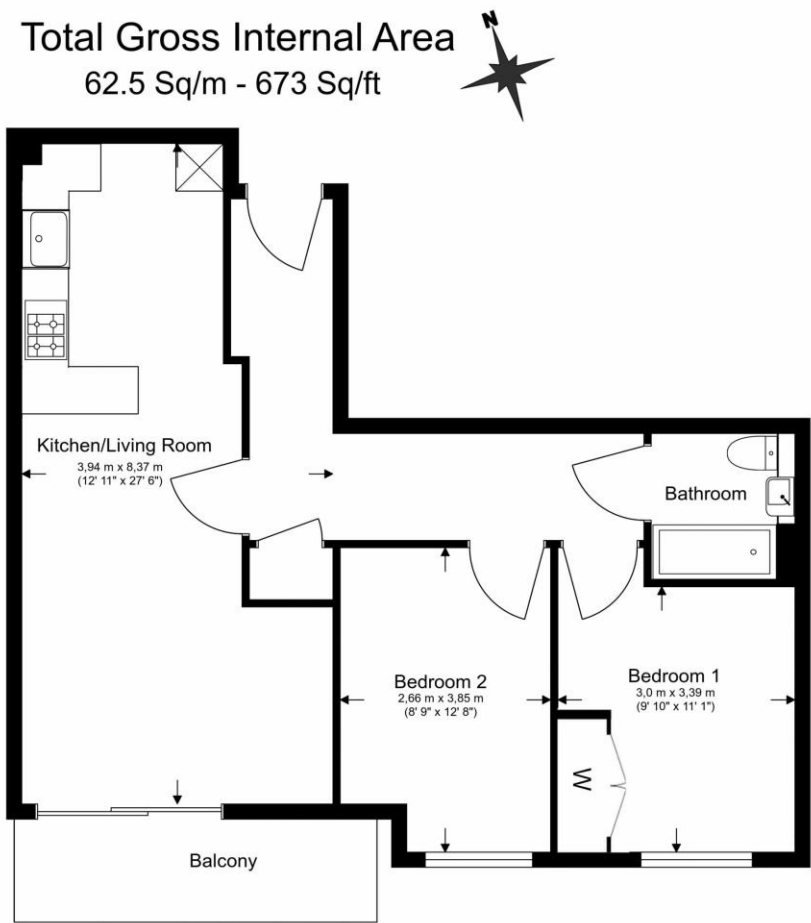 Total Gross Internal Area
62.5 Sq/m - 673 Sq/ft
N
Kitchen/Living Room
3,94 m x 8,37 m
(12' 11" x 27' 6")
Bathroom
Bedroom 2
2,66 m x 3,85 m
(8' 9" x 12' 8")
Bedroom 1
3,0 m x 3,39 m
(9' 10" x 11' 1")
W
Balcony